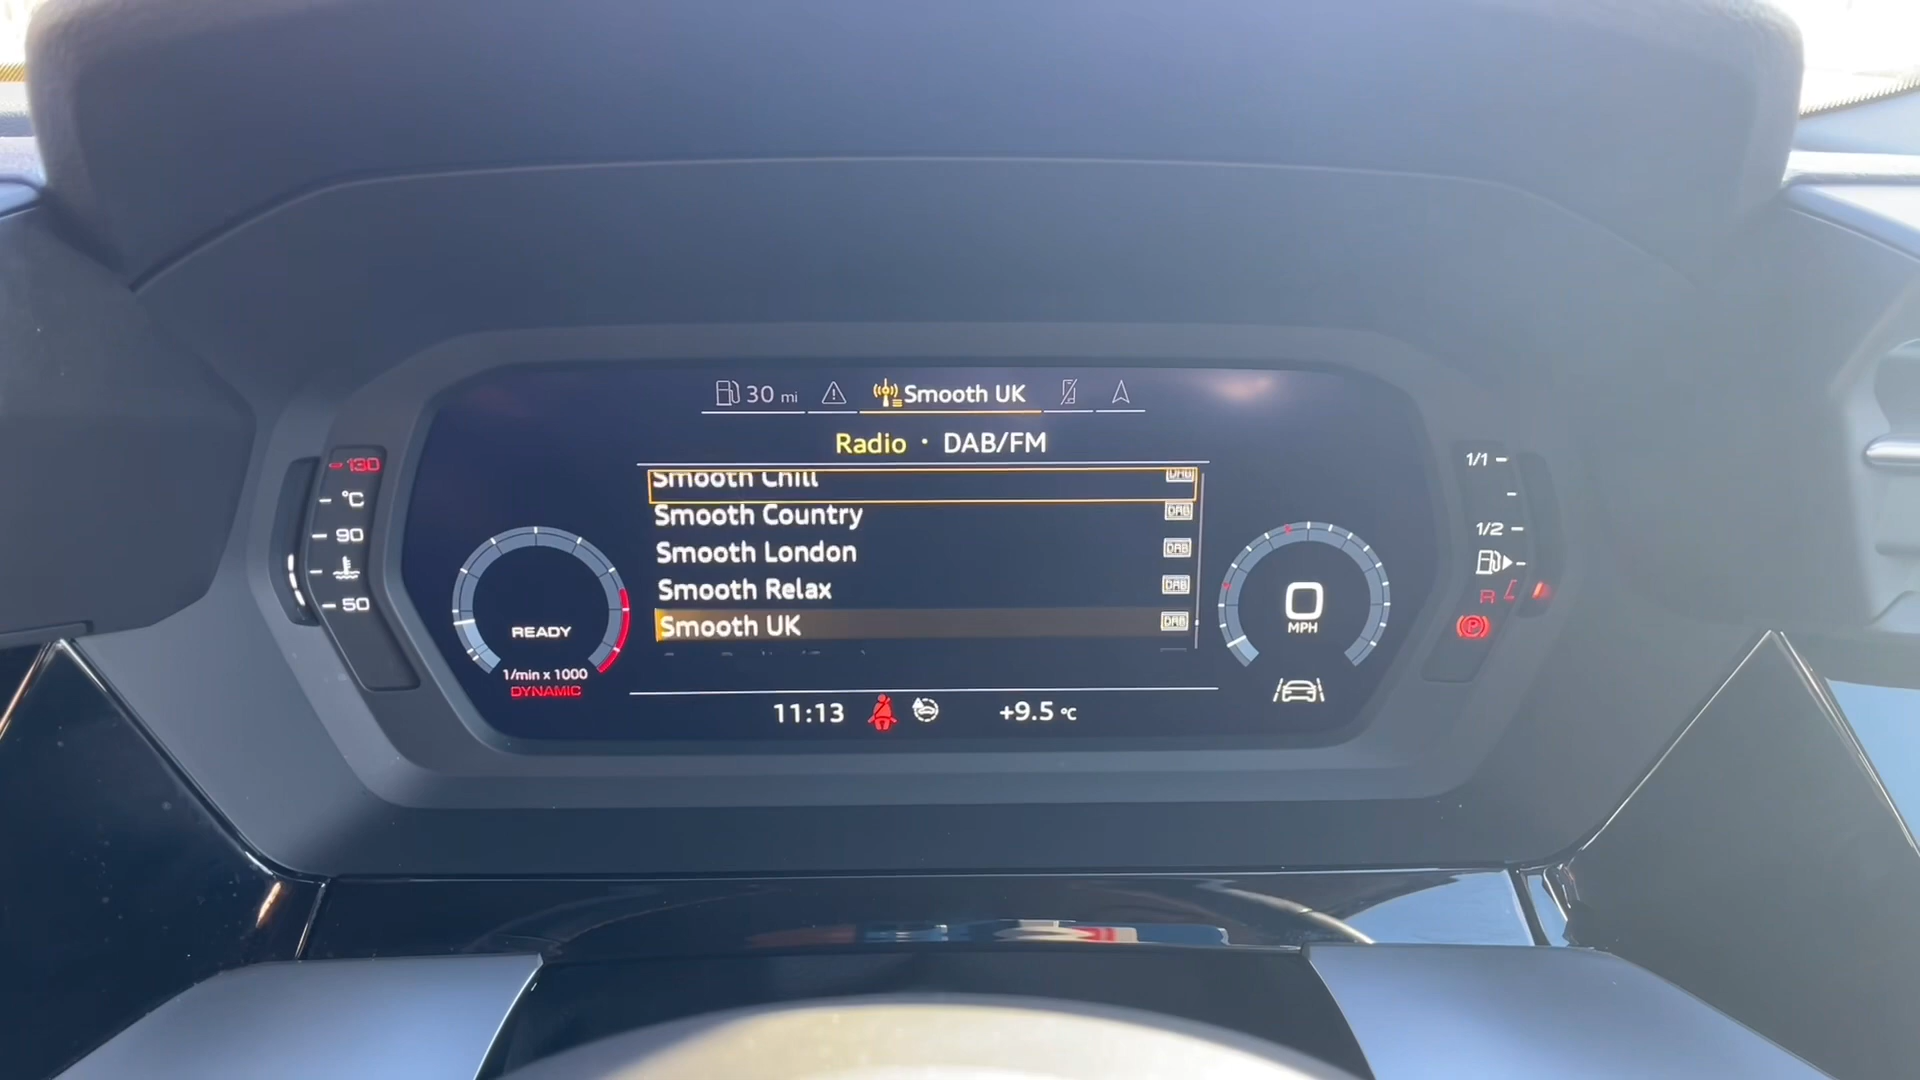 30 mi Smooth UK
Radio · DAB/FM
Smooth Chill DAB
Smooth Country DAB
Smooth London DAB
Smooth Relax DAB
Smooth UK DAB
130
°C
90
50
READY
1/min x 1000
DYNAMIC
0
MPH
1/1
1/2
R
P
11:13 +9.5 °C